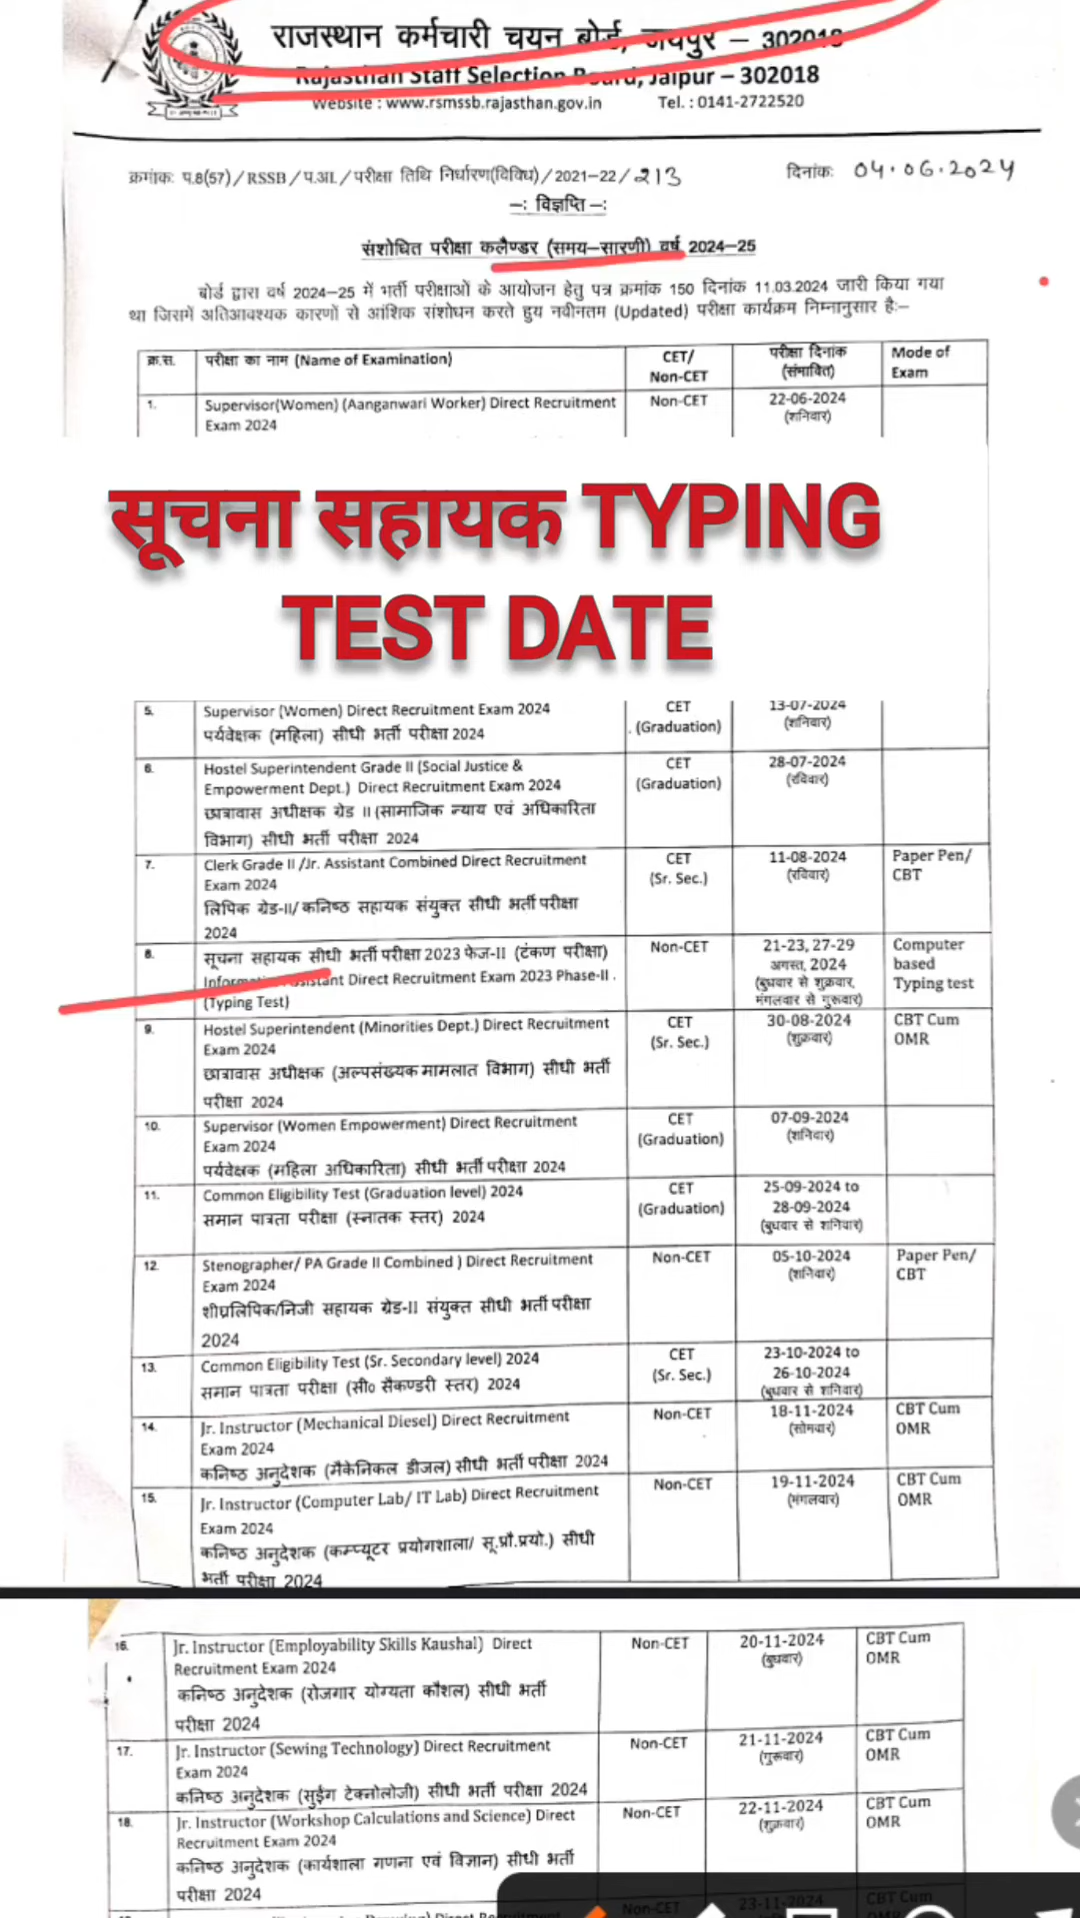 राजस्थान कर्मचारी चयन बोर्ड, जयपुर – 302018
Rajasthan Staff Selection Board, Jaipur – 302018
Website : www.rsmssb.rajasthan.gov.in Tel. : 0141-2722520
क्रमांकः प.8(57)/RSSB/प.अ./परीक्षा तिथि निर्धारण(विविध)/2021-22/213 दिनांकः 04.06.2024
–: विज्ञप्ति –:
संशोधित परीक्षा कलैण्डर (समय–सारणी) वर्ष 2024-25
बोर्ड द्वारा वर्ष 2024-25 में भर्ती परीक्षाओं के आयोजन हेतु पत्र क्रमांक 150 दिनांक 11.03.2024 जारी किया गया
था जिसमें अतिआवश्यक कारणों से आंशिक संशोधन करते हुय नवीनतम (Updated) परीक्षा कार्यक्रम निम्नानुसार हैः–
क्र.स. परीक्षा का नाम (Name of Examination) CET/ Non-CET परीक्षा दिनांक (संभावित) Mode of Exam
1. Supervisor(Women) (Aanganwari Worker) Direct Recruitment Non-CET 22-06-2024
Exam 2024 (शनिवार)
सूचना सहायक TYPING
TEST DATE
5. Supervisor (Women) Direct Recruitment Exam 2024 CET 13-07-2024
पर्यवेक्षक (महिला) सीधी भर्ती परीक्षा 2024 (Graduation) (शनिवार)
6. Hostel Superintendent Grade II (Social Justice & CET 28-07-2024
Empowerment Dept.) Direct Recruitment Exam 2024 (Graduation) (रविवार)
छात्रावास अधीक्षक ग्रेड II (सामाजिक न्याय एवं अधिकारिता
विभाग) सीधी भर्ती परीक्षा 2024
7. Clerk Grade II /Jr. Assistant Combined Direct Recruitment CET 11-08-2024 Paper Pen/
Exam 2024 (Sr. Sec.) (रविवार) CBT
लिपिक ग्रेड-II/ कनिष्ठ सहायक संयुक्त सीधी भर्ती परीक्षा
2024
8. सूचना सहायक सीधी भर्ती परीक्षा 2023 फेज-II (टंकण परीक्षा) Non-CET 21-23, 27-29 Computer
Information Assistant Direct Recruitment Exam 2023 Phase-II. अगस्त, 2024 based
(Typing Test) (बुधवार से शुक्रवार, Typing test
मंगलवार से गुरूवार)
9. Hostel Superintendent (Minorities Dept.) Direct Recruitment CET 30-08-2024 CBT Cum
Exam 2024 (Sr. Sec.) (शुक्रवार) OMR
छात्रावास अधीक्षक (अल्पसंख्यक मामलात विभाग) सीधी भर्ती
परीक्षा 2024
10. Supervisor (Women Empowerment) Direct Recruitment CET 07-09-2024
Exam 2024 (Graduation) (शनिवार)
पर्यवेक्षक (महिला अधिकारिता) सीधी भर्ती परीक्षा 2024
11. Common Eligibility Test (Graduation level) 2024 CET 25-09-2024 to
समान पात्रता परीक्षा (स्नातक स्तर) 2024 (Graduation) 28-09-2024
(बुधवार से शनिवार)
12. Stenographer/ PA Grade II Combined ) Direct Recruitment Non-CET 05-10-2024 Paper Pen/
Exam 2024 (शनिवार) CBT
शीघ्रलिपिक/निजी सहायक ग्रेड-II संयुक्त सीधी भर्ती परीक्षा
2024
13. Common Eligibility Test (Sr. Secondary level) 2024 CET 23-10-2024 to
समान पात्रता परीक्षा (सी० सैकण्डरी स्तर) 2024 (Sr. Sec.) 26-10-2024
(बुधवार से शनिवार)
14. Jr. Instructor (Mechanical Diesel) Direct Recruitment Non-CET 18-11-2024 CBT Cum
Exam 2024 (सोमवार) OMR
कनिष्ठ अनुदेशक (मैकेनिकल डीजल) सीधी भर्ती परीक्षा 2024
15. Jr. Instructor (Computer Lab/ IT Lab) Direct Recruitment Non-CET 19-11-2024 CBT Cum
Exam 2024 (मंगलवार) OMR
कनिष्ठ अनुदेशक (कम्प्यूटर प्रयोगशाला/ सू.प्रौ.प्रयो.) सीधी
भर्ती परीक्षा 2024
16. Jr. Instructor (Employability Skills Kaushal) Direct Non-CET 20-11-2024 CBT Cum
Recruitment Exam 2024 (बुधवार) OMR
कनिष्ठ अनुदेशक (रोजगार योग्यता कौशल) सीधी भर्ती
परीक्षा 2024
17. Jr. Instructor (Sewing Technology) Direct Recruitment Non-CET 21-11-2024 CBT Cum
Exam 2024 (गुरूवार) OMR
कनिष्ठ अनुदेशक (सुईंग टेक्नोलोजी) सीधी भर्ती परीक्षा 2024
18. Jr. Instructor (Workshop Calculations and Science) Direct Non-CET 22-11-2024 CBT Cum
Recruitment Exam 2024 (शुक्रवार) OMR
कनिष्ठ अनुदेशक (कार्यशाला गणना एवं विज्ञान) सीधी भर्ती
परीक्षा 2024
Non-CET 23-11-2024 CBT Cum